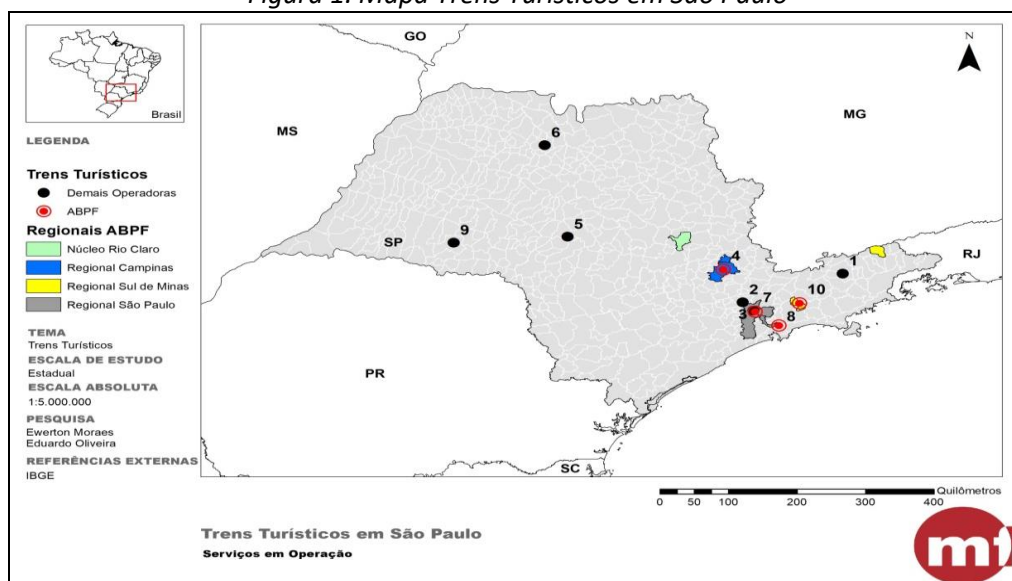 Figura 1: Mapa Trens Turísticos em São Paulo
Brasil
LEGENDA
Trens Turísticos
Demais Operadoras
ABPF
Regionais ABPF
Núcleo Rio Claro
Regional Campinas
Regional Sul de Minas
Regional São Paulo
TEMA
Trens Turísticos
ESCALA DE ESTUDO
Estadual
ESCALA ABSOLUTA
1:5.000.000
PESQUISA
Ewerton Moraes
Eduardo Oliveira
REFERÊNCIAS EXTERNAS
IBGE
GO
N
MS
MG
6
9
5
SP
4
1
RJ
2
7
10
3
8
PR
SC
Quilômetros
0 50 100 200 300 400
Trens Turísticos em São Paulo
Serviços em Operação
mf